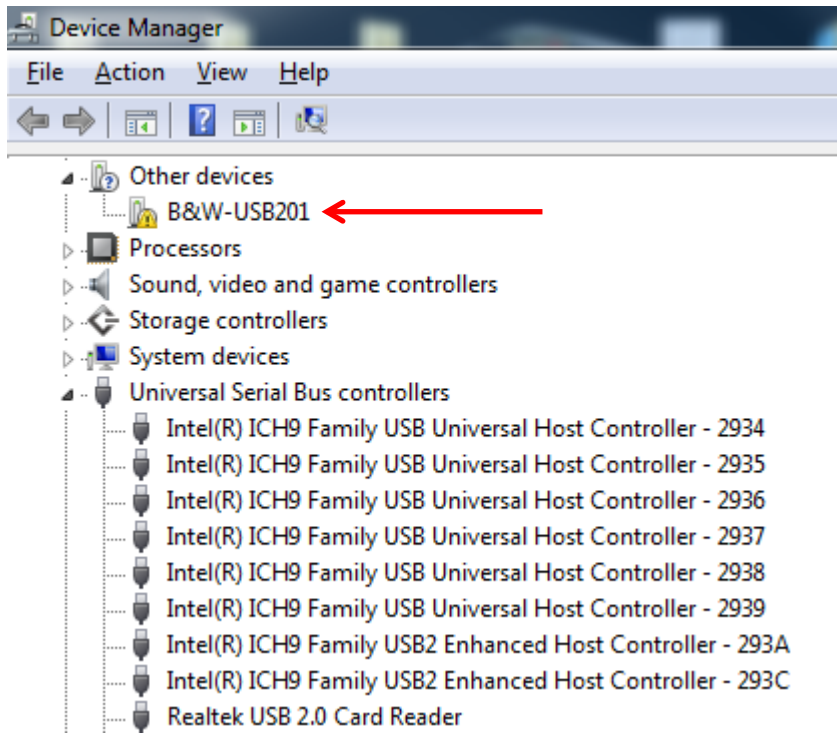 Device Manager
File Action View Help
Other devices
B&W-USB201
Processors
Sound, video and game controllers
Storage controllers
System devices
Universal Serial Bus controllers
Intel(R) ICH9 Family USB Universal Host Controller - 2934
Intel(R) ICH9 Family USB Universal Host Controller - 2935
Intel(R) ICH9 Family USB Universal Host Controller - 2936
Intel(R) ICH9 Family USB Universal Host Controller - 2937
Intel(R) ICH9 Family USB Universal Host Controller - 2938
Intel(R) ICH9 Family USB Universal Host Controller - 2939
Intel(R) ICH9 Family USB2 Enhanced Host Controller - 293A
Intel(R) ICH9 Family USB2 Enhanced Host Controller - 293C
Realtek USB 2.0 Card Reader